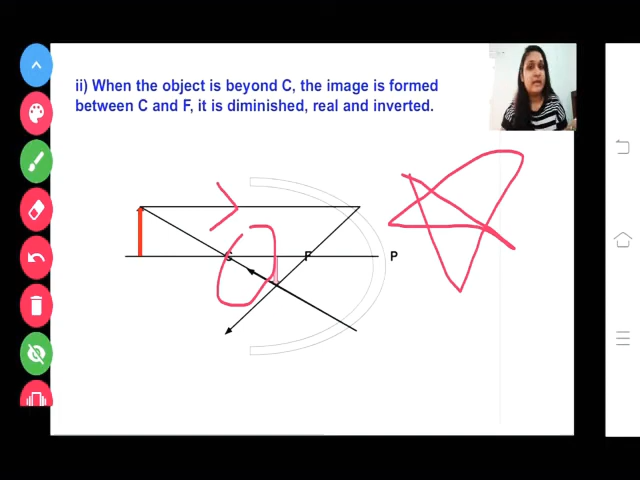 ii) When the object is beyond C, the image is formed
between C and F, it is diminished, real and inverted.
C
F
P